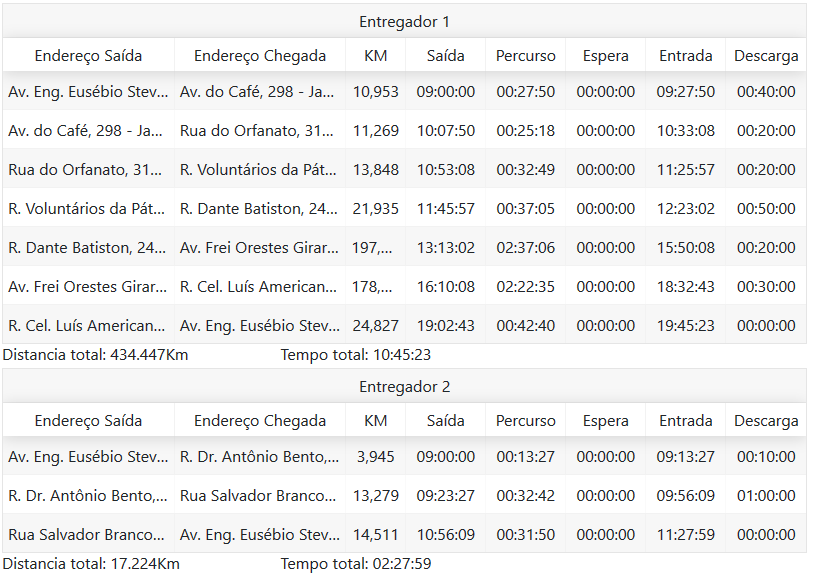 Entregador 1
Endereço Saída Endereço Chegada KM Saída Percurso Espera Entrada Descarga
Av. Eng. Eusébio Stev... Av. do Café, 298 - Ja... 10,953 09:00:00 00:27:50 00:00:00 09:27:50 00:40:00
Av. do Café, 298 - Ja... Rua do Orfanato, 31... 11,269 10:07:50 00:25:18 00:00:00 10:33:08 00:20:00
Rua do Orfanato, 31... R. Voluntários da Pát... 13,848 10:53:08 00:32:49 00:00:00 11:25:57 00:20:00
R. Voluntários da Pát... R. Dante Batiston, 24... 21,935 11:45:57 00:37:05 00:00:00 12:23:02 00:50:00
R. Dante Batiston, 24... Av. Frei Orestes Girar... 197,... 13:13:02 02:37:06 00:00:00 15:50:08 00:20:00
Av. Frei Orestes Girar... R. Cel. Luís American... 178,... 16:10:08 02:22:35 00:00:00 18:32:43 00:30:00
R. Cel. Luís American... Av. Eng. Eusébio Stev... 24,827 19:02:43 00:42:40 00:00:00 19:45:23 00:00:00
Distancia total: 434.447Km Tempo total: 10:45:23
Entregador 2
Endereço Saída Endereço Chegada KM Saída Percurso Espera Entrada Descarga
Av. Eng. Eusébio Stev... R. Dr. Antônio Bento,... 3,945 09:00:00 00:13:27 00:00:00 09:13:27 00:10:00
R. Dr. Antônio Bento,... Rua Salvador Branco... 13,279 09:23:27 00:32:42 00:00:00 09:56:09 01:00:00
Rua Salvador Branco... Av. Eng. Eusébio Stev... 14,511 10:56:09 00:31:50 00:00:00 11:27:59 00:00:00
Distancia total: 17.224Km Tempo total: 02:27:59